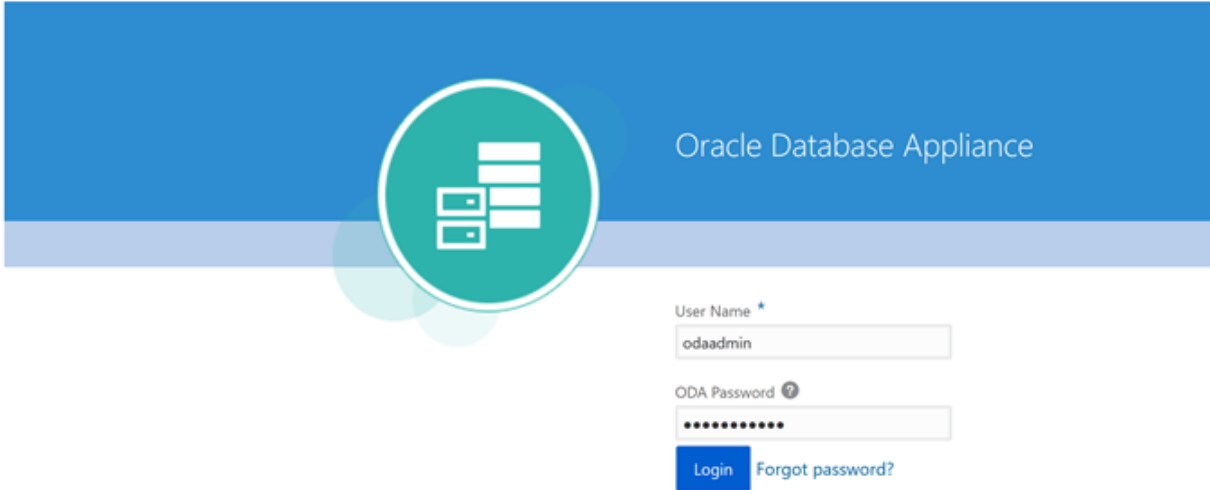 Oracle Database Appliance
User Name *
odaadmin
ODA Password ?
•••••••••••
Login Forgot password?